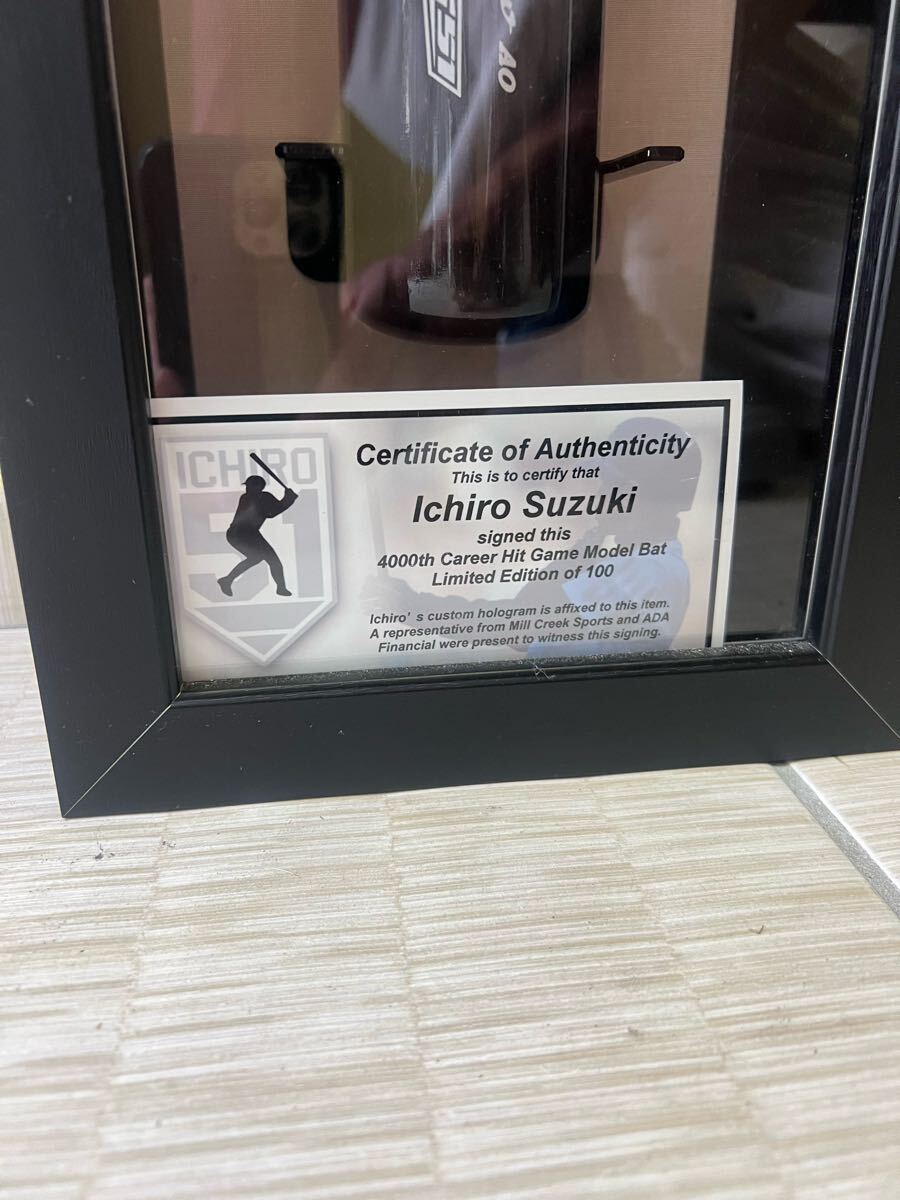 51
AO
ICHIRO
51
Certificate of Authenticity
This is to certify that
Ichiro Suzuki
signed this
4000th Career Hit Game Model Bat
Limited Edition of 100
Ichiro's custom hologram is affixed to this item.
A representative from Mill Creek Sports and ADA
Financial were present to witness this signing.